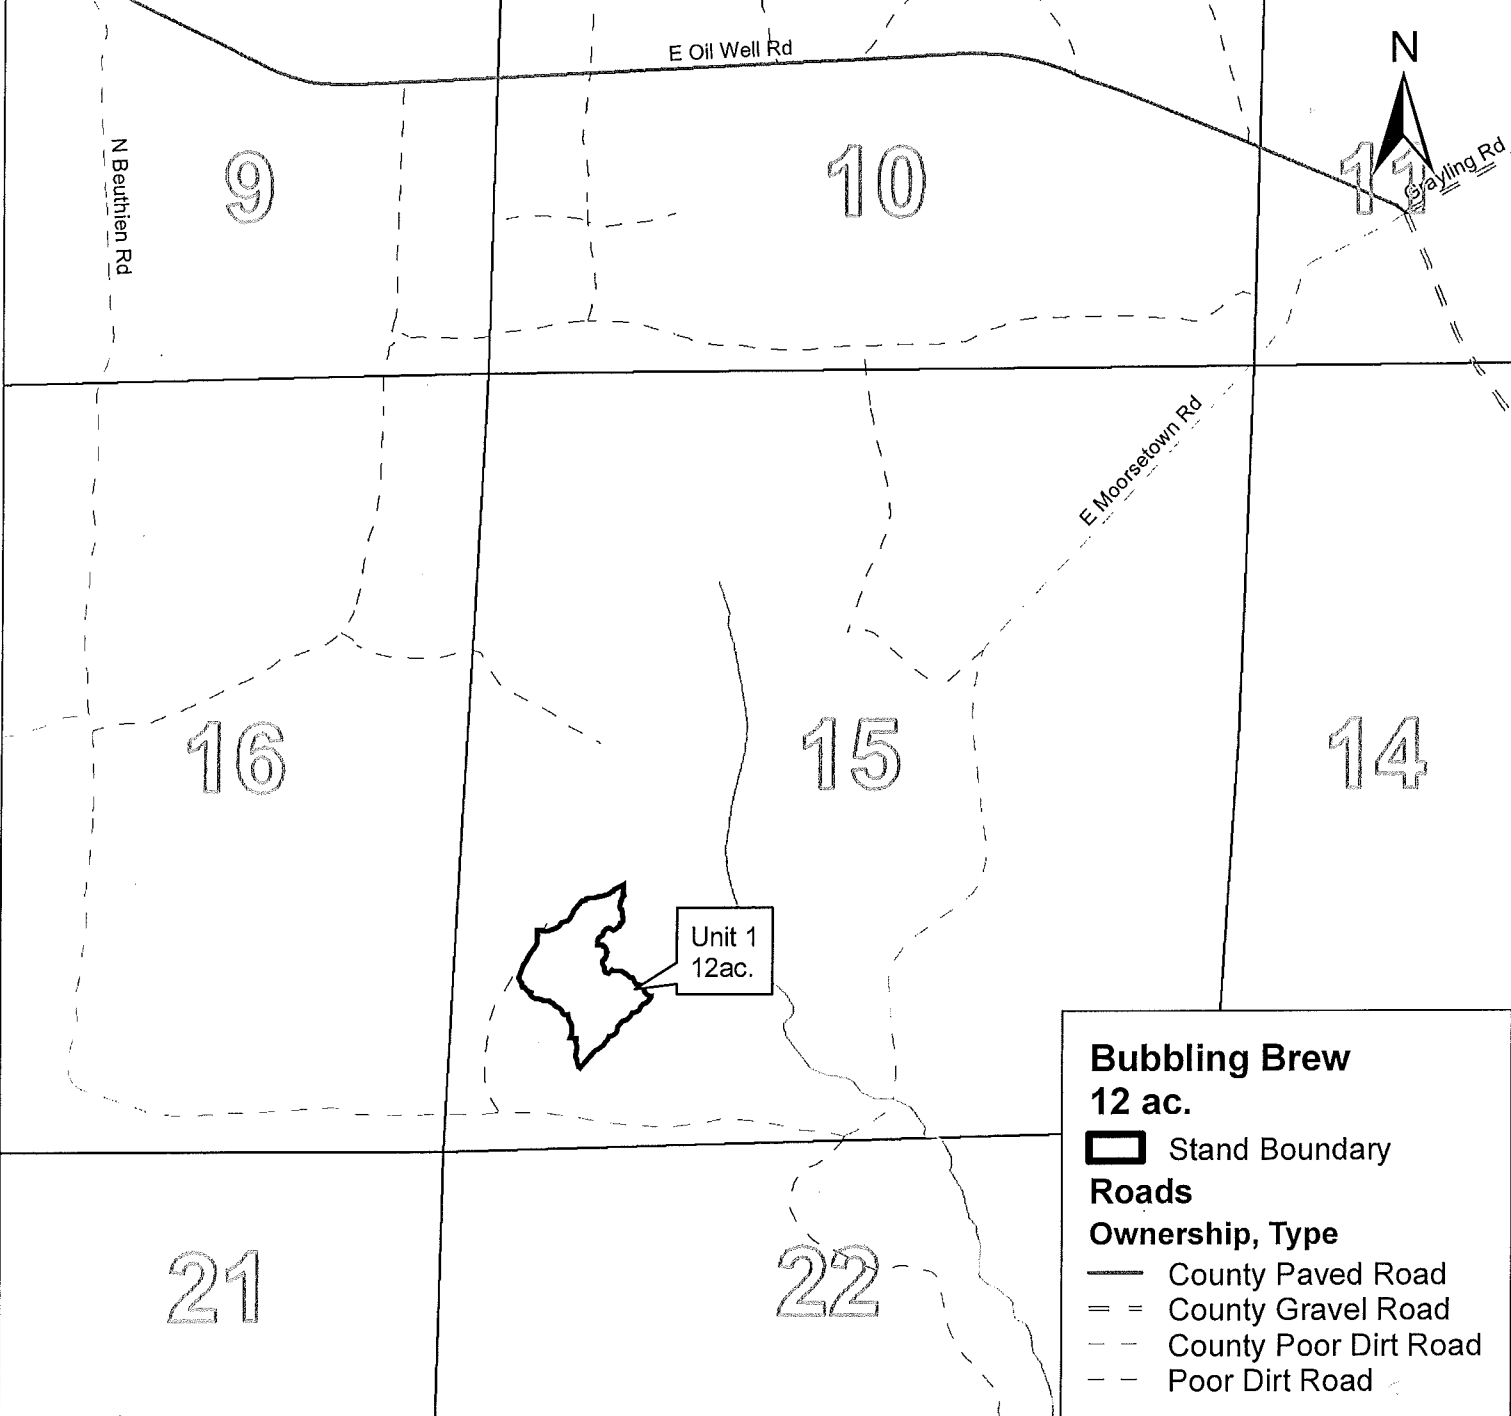 E Oil Well Rd
N
N Beuthien Rd
9
10
11
Grayling Rd
E Moorsetown Rd
16
15
14
Unit 1
12ac.
21
22
Bubbling Brew
12 ac.
Stand Boundary
Roads
Ownership, Type
County Paved Road
County Gravel Road
County Poor Dirt Road
Poor Dirt Road